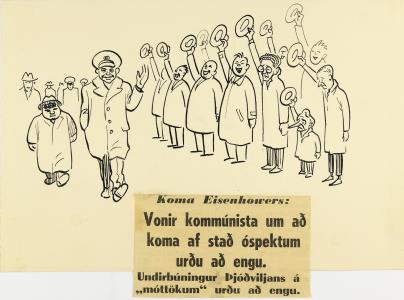 Koma Eisenhowers:
Vonir kommúnista um að
koma af stað óspektum
urðu að engu.
Undirbúningur Þjóðviljans á
„móttökum“ urðu að engu.